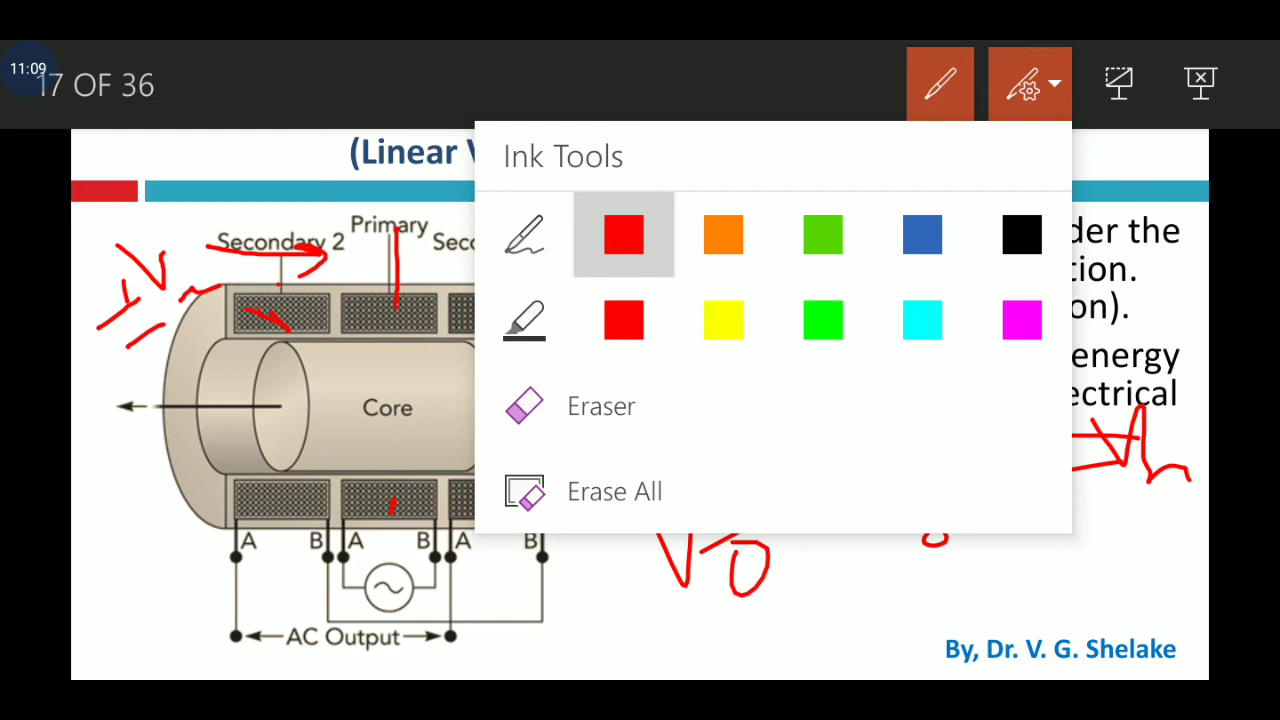 11:09
17 OF 36
(Linear V
Ink Tools
Primary
Secondary 2
Seco
der the
tion.
on).
energy
ectrical
Core
Eraser
Erase All
A B A B A B
AC Output
By, Dr. V. G. Shelake